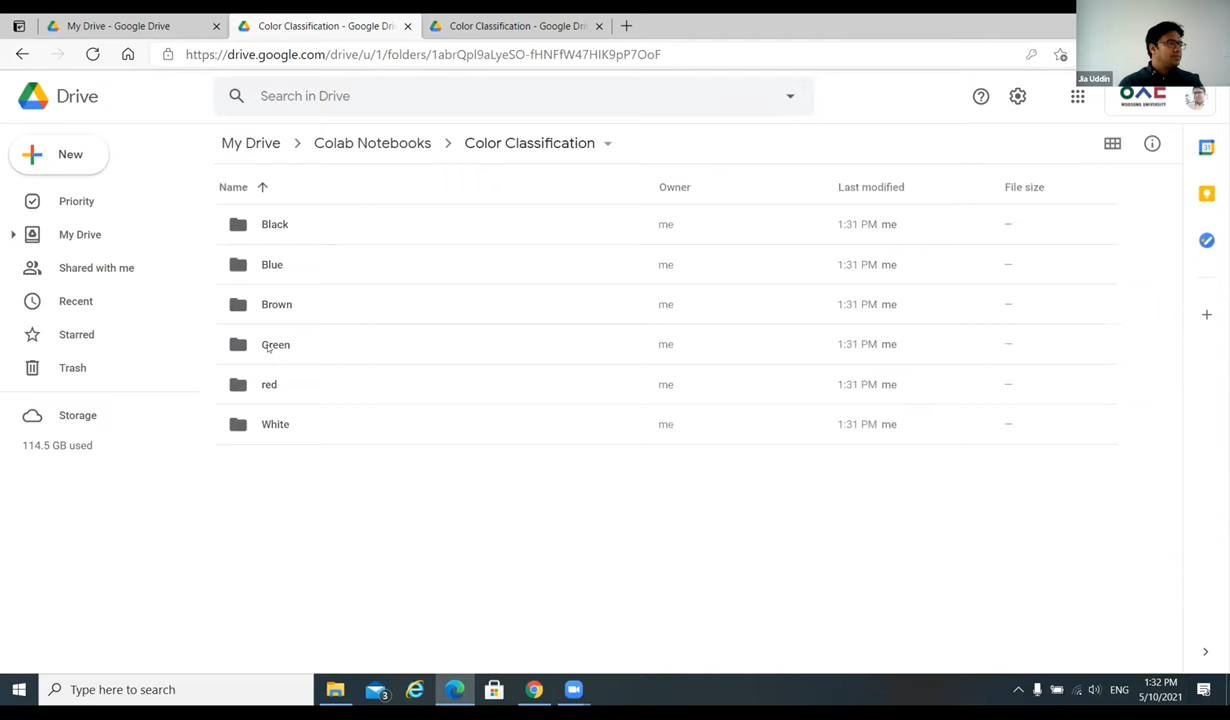 My Drive - Google Drive
Color Classification - Google Dri
Color Classification - Google Dri
https://drive.google.com/drive/u/1/folders/1abrQpl9aLyeSO-fHNFfW47HIK9pP7OoF
Jia Uddin
Drive
Search in Drive
WOOSONG UNIVERSITY
New
My Drive > Colab Notebooks > Color Classification
Name Owner Last modified File size
Priority
My Drive
Shared with me
Recent
Starred
Trash
Storage
114.5 GB used
Black me 1:31 PM me —
Blue me 1:31 PM me —
Brown me 1:31 PM me —
Green me 1:31 PM me —
red me 1:31 PM me —
White me 1:31 PM me —
31
Type here to search
3
ENG
1:32 PM
5/10/2021